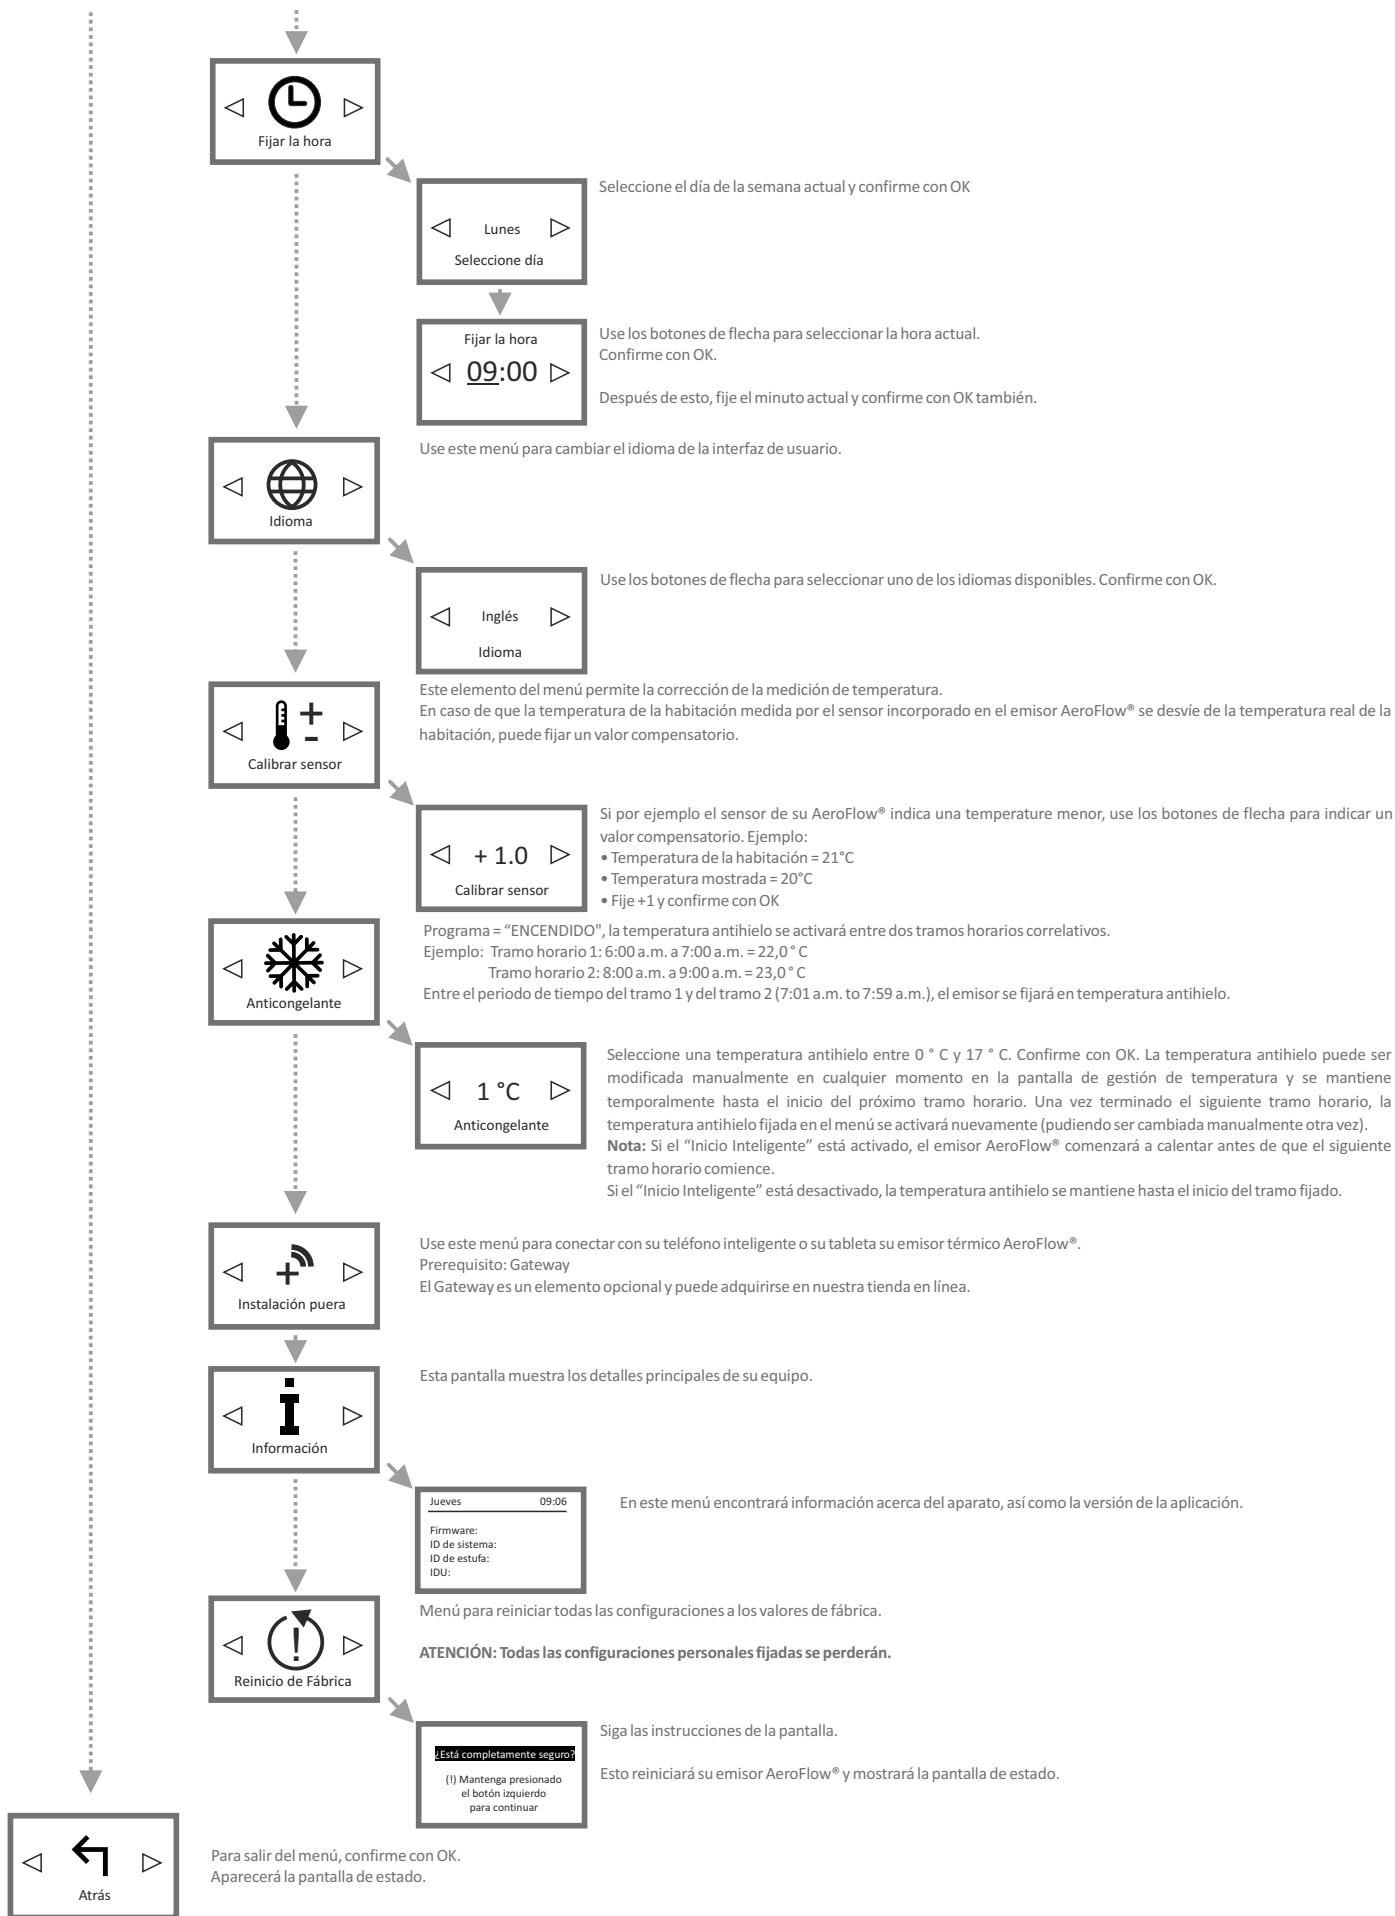 Fijar la hora
Seleccione el día de la semana actual y confirme con OK
Lunes
Seleccione día
Fijar la hora
09:00
Use los botones de flecha para seleccionar la hora actual.
Confirme con OK.
Después de esto, fije el minuto actual y confirme con OK también.
Use este menú para cambiar el idioma de la interfaz de usuario.
Idioma
Use los botones de flecha para seleccionar uno de los idiomas disponibles. Confirme con OK.
Inglés
Idioma
Este elemento del menú permite la corrección de la medición de temperatura.
En caso de que la temperatura de la habitación medida por el sensor incorporado en el emisor AeroFlow® se desvíe de la temperatura real de la
habitación, puede fijar un valor compensatorio.
Calibrar sensor
Si por ejemplo el sensor de su AeroFlow® indica una temperature menor, use los botones de flecha para indicar un
valor compensatorio. Ejemplo:
• Temperatura de la habitación = 21°C
• Temperatura mostrada = 20°C
• Fije +1 y confirme con OK
+ 1.0
Calibrar sensor
Programa = “ENCENDIDO", la temperatura antihielo se activará entre dos tramos horarios correlativos.
Ejemplo: Tramo horario 1: 6:00 a.m. a 7:00 a.m. = 22,0 ° C
Tramo horario 2: 8:00 a.m. a 9:00 a.m. = 23,0 ° C
Entre el periodo de tiempo del tramo 1 y del tramo 2 (7:01 a.m. to 7:59 a.m.), el emisor se fijará en temperatura antihielo.
Anticongelante
1 °C
Anticongelante
Seleccione una temperatura antihielo entre 0 ° C y 17 ° C. Confirme con OK. La temperatura antihielo puede ser
modificada manualmente en cualquier momento en la pantalla de gestión de temperatura y se mantiene
temporalmente hasta el inicio del próximo tramo horario. Una vez terminado el siguiente tramo horario, la
temperatura antihielo fijada en el menú se activará nuevamente (pudiendo ser cambiada manualmente otra vez).
Nota: Si el “Inicio Inteligente” está activado, el emisor AeroFlow® comenzará a calentar antes de que el siguiente
tramo horario comience.
Si el “Inicio Inteligente” está desactivado, la temperatura antihielo se mantiene hasta el inicio del tramo fijado.
Instalación puera
Use este menú para conectar con su teléfono inteligente o su tableta su emisor térmico AeroFlow®.
Prerequisito: Gateway
El Gateway es un elemento opcional y puede adquirirse en nuestra tienda en línea.
Información
Esta pantalla muestra los detalles principales de su equipo.
Jueves 09:06
Firmware:
ID de sistema:
ID de estufa:
IDU:
En este menú encontrará información acerca del aparato, así como la versión de la aplicación.
Menú para reiniciar todas las configuraciones a los valores de fábrica.
ATENCIÓN: Todas las configuraciones personales fijadas se perderán.
Reinicio de Fábrica
¿Está completamente seguro?
(!) Mantenga presionado
el botón izquierdo
para continuar
Siga las instrucciones de la pantalla.
Esto reiniciará su emisor AeroFlow® y mostrará la pantalla de estado.
Atrás
Para salir del menú, confirme con OK.
Aparecerá la pantalla de estado.